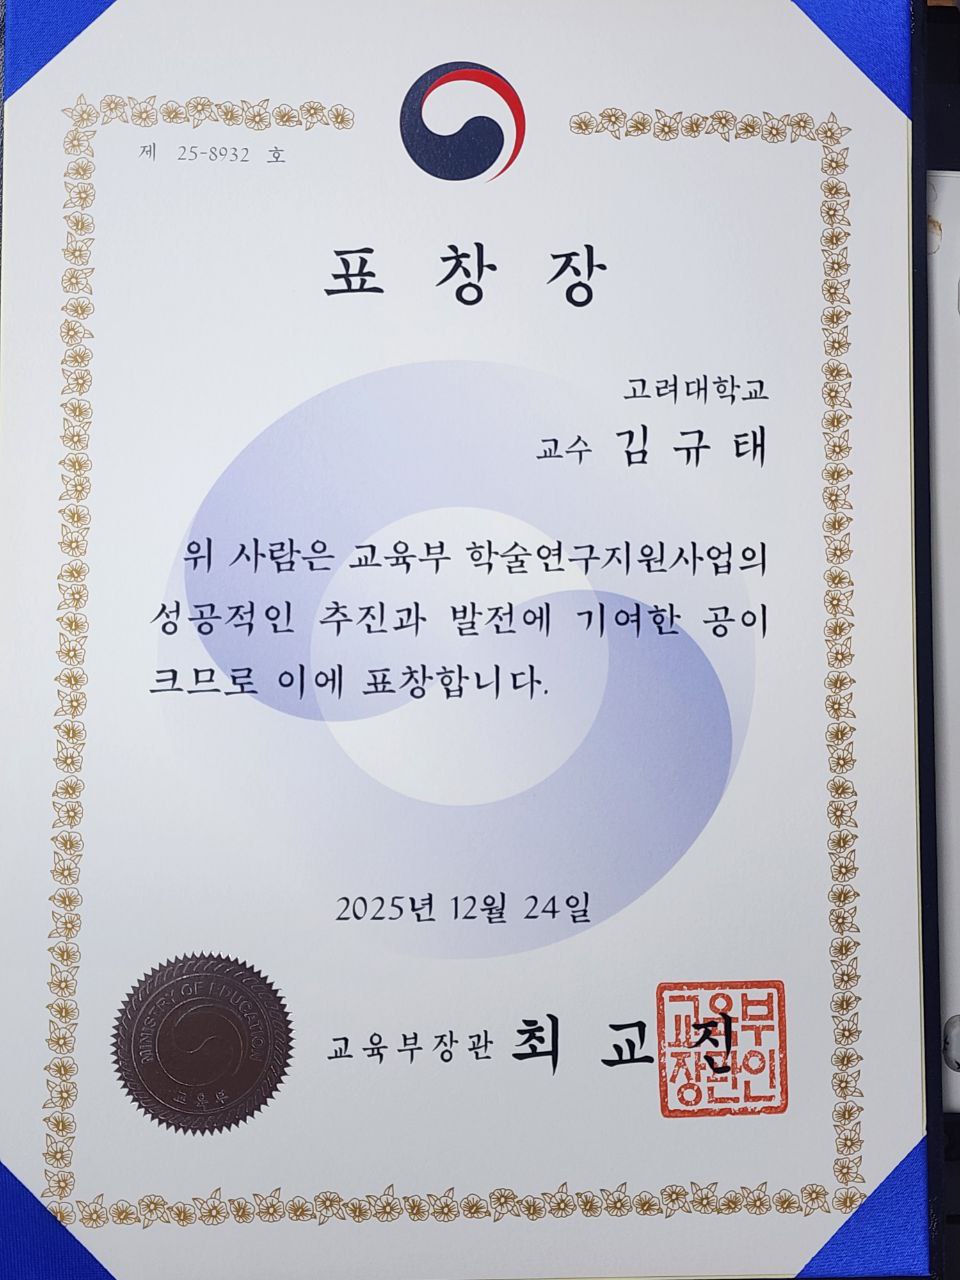 제 25-8932 호
표 창 장
고려대학교
교수 김 규 태
위 사람은 교육부 학술연구지원사업의
성공적인 추진과 발전에 기여한 공이
크므로 이에 표창합니다.
2025년 12월 24일
MINISTRY OF EDUCATION
교육부
교육부장관 최 교 진
교육부
장관인